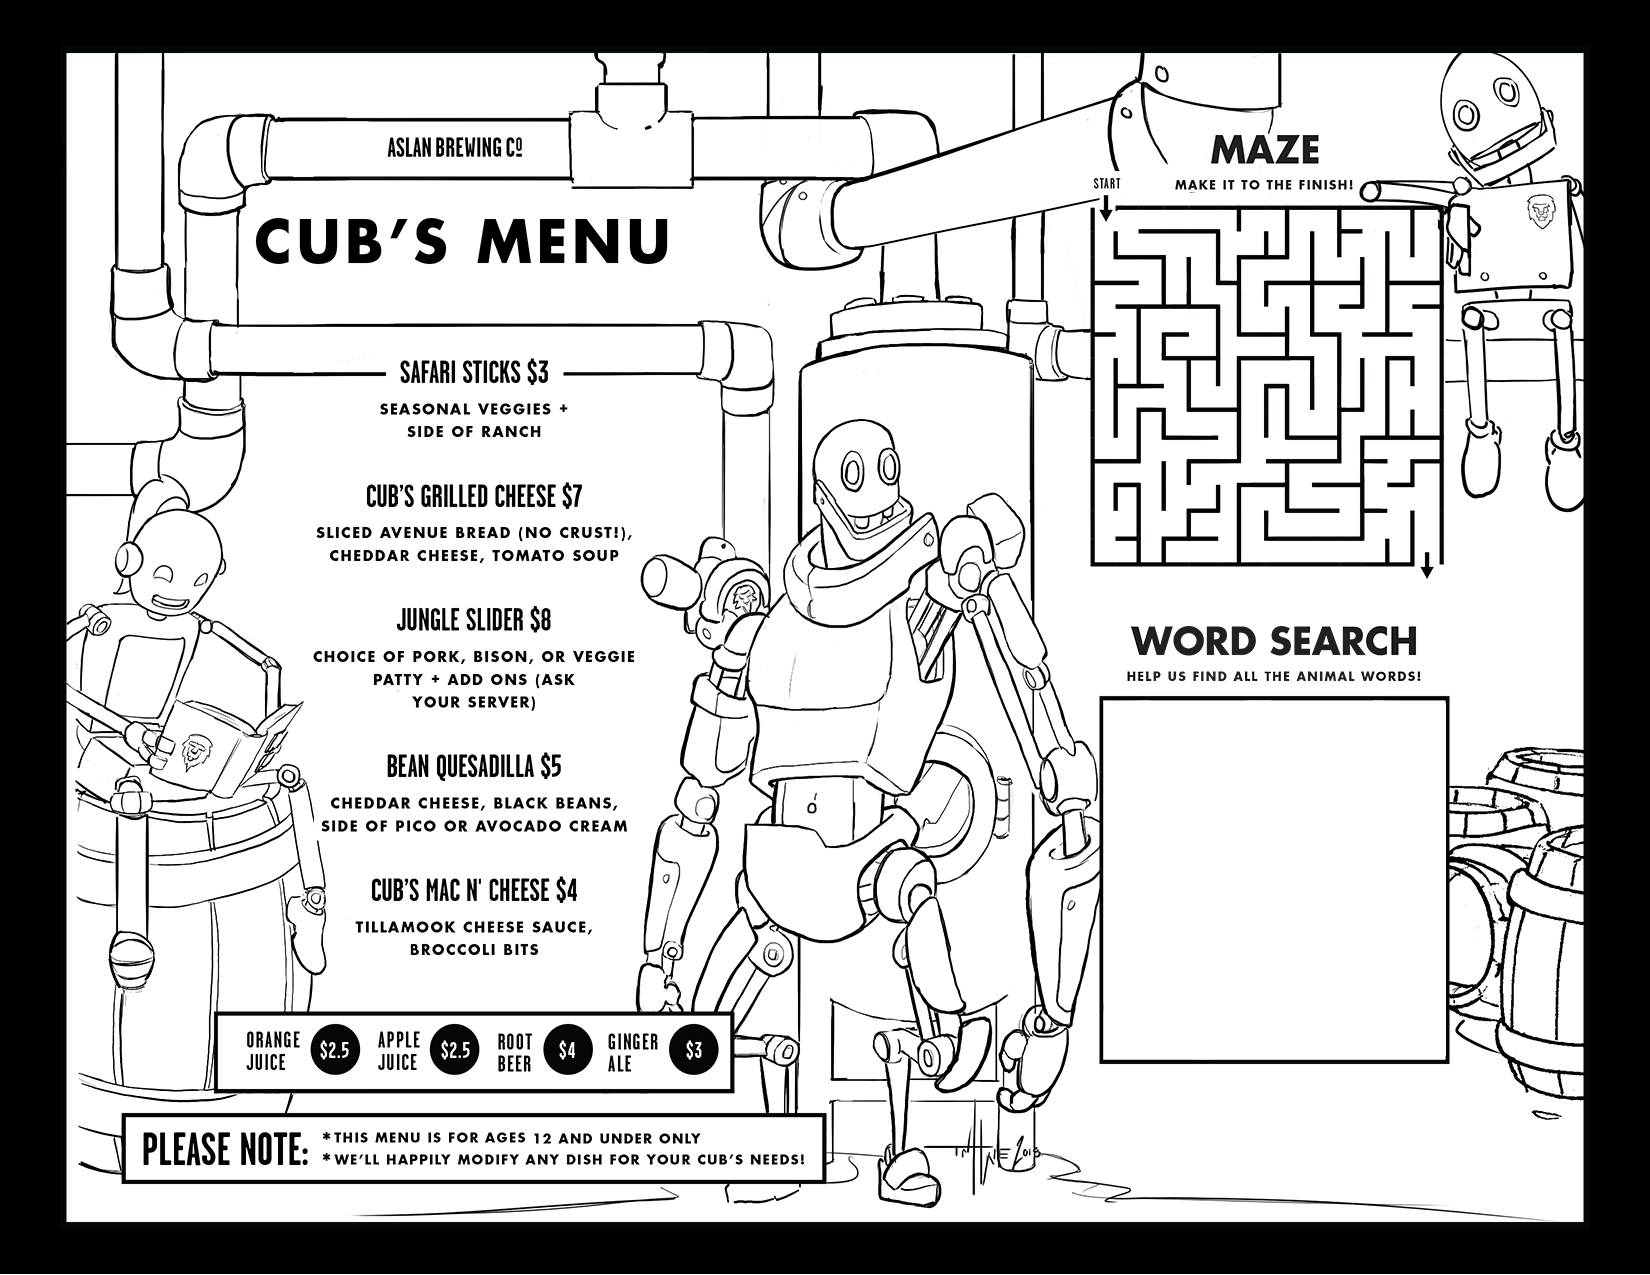 ASLAN BREWING Cº
CUB'S MENU
SAFARI STICKS $3
SEASONAL VEGGIES +
SIDE OF RANCH
CUB'S GRILLED CHEESE $7
SLICED AVENUE BREAD (NO CRUST!),
CHEDDAR CHEESE, TOMATO SOUP
JUNGLE SLIDER $8
CHOICE OF PORK, BISON, OR VEGGIE
PATTY + ADD ONS (ASK
YOUR SERVER)
BEAN QUESADILLA $5
CHEDDAR CHEESE, BLACK BEANS,
SIDE OF PICO OR AVOCADO CREAM
CUB'S MAC N' CHEESE $4
TILLAMOOK CHEESE SAUCE,
BROCCOLI BITS
ORANGE
JUICE
$2.5
APPLE
JUICE
$2.5
ROOT
BEER
$4
GINGER
ALE
$3
PLEASE NOTE:
*THIS MENU IS FOR AGES 12 AND UNDER ONLY
*WE'LL HAPPILY MODIFY ANY DISH FOR YOUR CUB'S NEEDS!
MAZE
START
MAKE IT TO THE FINISH!
WORD SEARCH
HELP US FIND ALL THE ANIMAL WORDS!